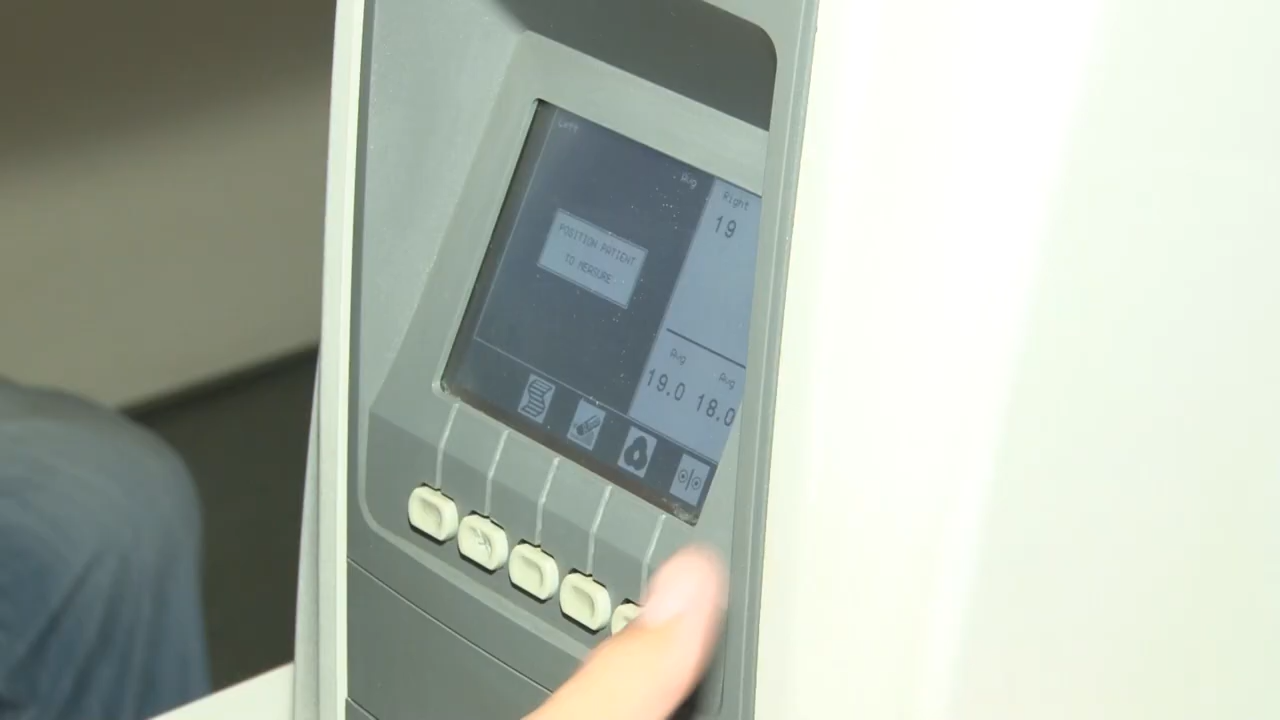 Left
Avg
Right
19
POSITION PATIENT
TO MEASURE
Avg
Avg
19.0
18.0